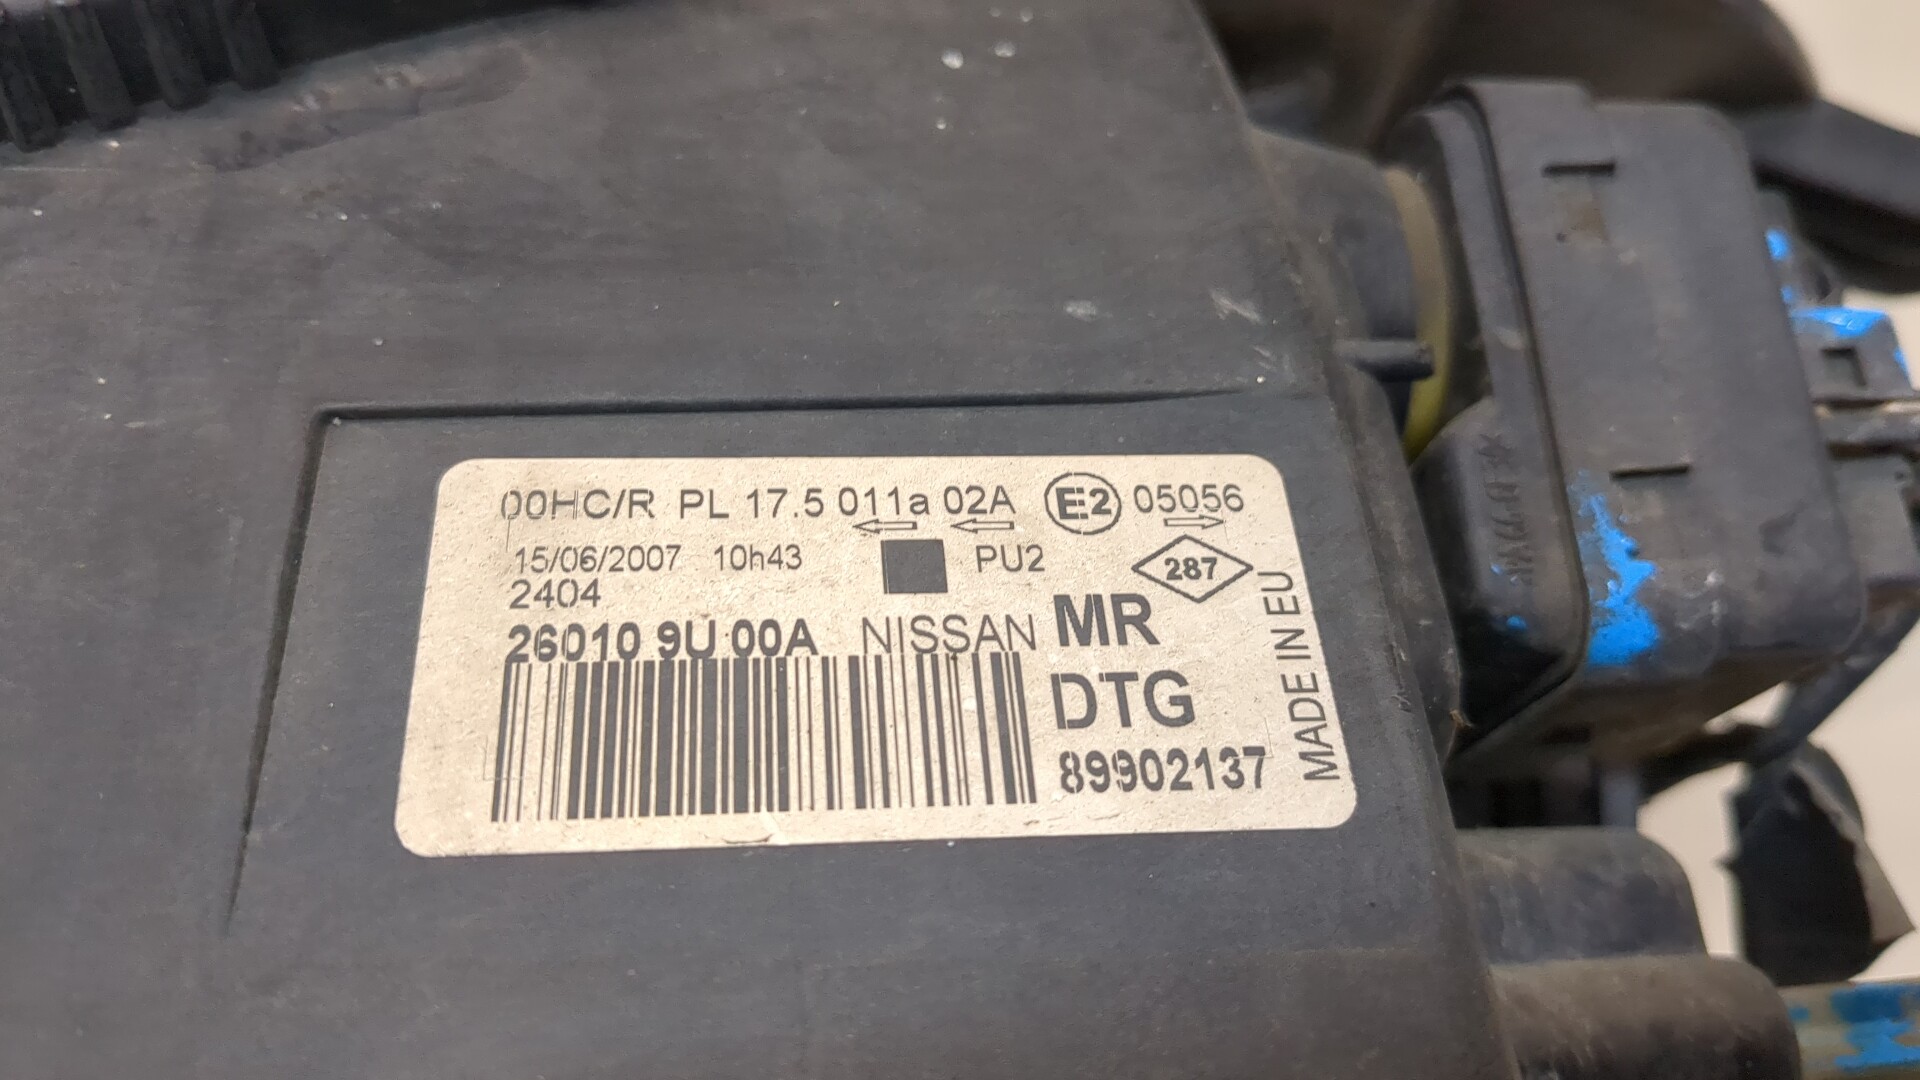 00HC/R PL 17.5 011a 02A E2 05056
15/06/2007 10h43 PU2 287
2404
26010 9U 00A NISSAN MR
DTG
89902137
MADE IN EU